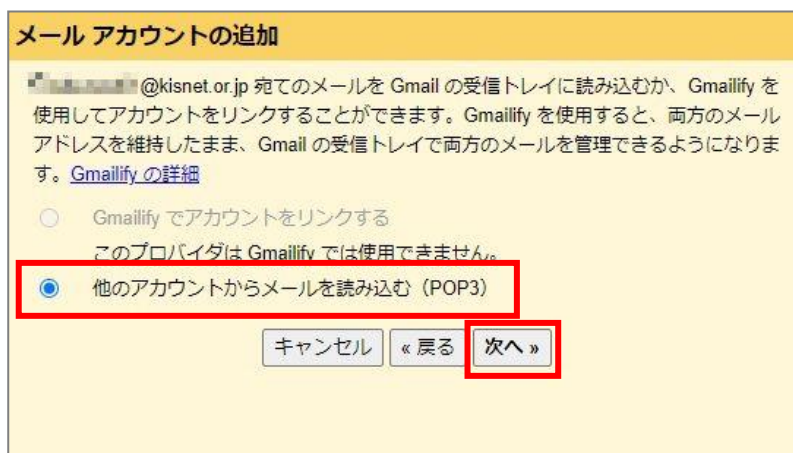 メール アカウントの追加
@kisnet.or.jp 宛てのメールを Gmail の受信トレイに読み込むか、Gmailify を
使用してアカウントをリンクすることができます。Gmailify を使用すると、両方のメール
アドレスを維持したまま、Gmail の受信トレイで両方のメールを管理できるようになりま
す。Gmailify の詳細
Gmailify でアカウントをリンクする
このプロバイダは Gmailify では使用できません。
他のアカウントからメールを読み込む（POP3）
キャンセル « 戻る 次へ »